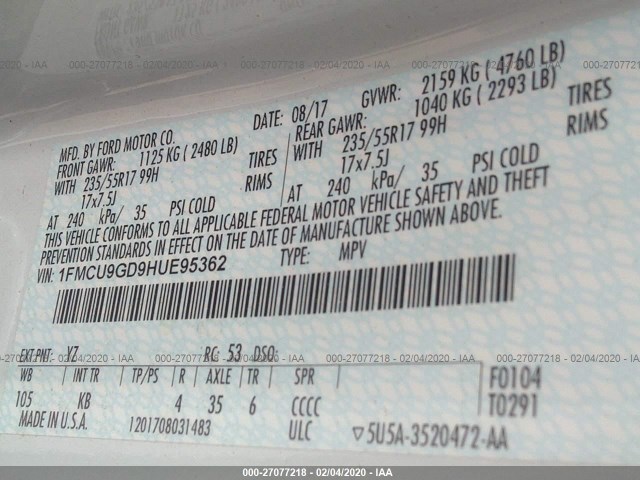 MFD. BY FORD MOTOR CO.
DATE: 08/17 GVWR: 2159 KG ( 4760 LB)
FRONT GAWR: 1125 KG ( 2480 LB)
REAR GAWR: 1040 KG ( 2293 LB)
WITH 235/55R17 99H TIRES
WITH 235/55R17 99H TIRES
17x7.5J RIMS
17x7.5J RIMS
AT 240 kPa/ 35 PSI COLD
AT 240 kPa/ 35 PSI COLD
THIS VEHICLE CONFORMS TO ALL APPLICABLE FEDERAL MOTOR VEHICLE SAFETY AND THEFT
PREVENTION STANDARDS IN EFFECT ON THE DATE OF MANUFACTURE SHOWN ABOVE.
VIN: 1FMCU9GD9HUE95362 TYPE: MPV
EXT PNT: YZ RC: 53 DSO:
WB INT TR TP/PS R AXLE TR SPR
F0104
105 KB 4 35 6 CCCC
T0291
MADE IN U.S.A. 1201708031483 ULC ▽5U5A-3520472-AA
000-27077218 - 02/04/2020 - IAA